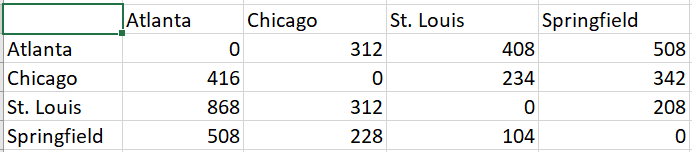 Atlanta Chicago St. Louis Springfield
Atlanta 0 312 408 508
Chicago 416 0 234 342
St. Louis 868 312 0 208
Springfield 508 228 104 0